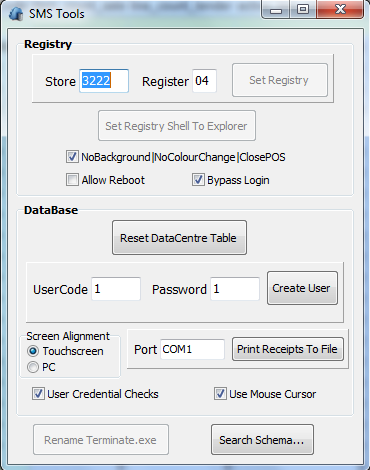 SMS Tools
Registry
Store 3222 Register 04 Set Registry
Set Registry Shell To Explorer
NoBackground|NoColourChange|ClosePOS
Allow Reboot Bypass Login
DataBase
Reset DataCentre Table
UserCode 1 Password 1 Create User
Screen Alignment
Touchscreen
PC
Port COM1 Print Receipts To File
User Credential Checks Use Mouse Cursor
Rename Terminate.exe Search Schema...